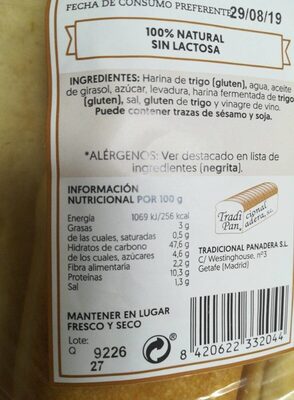 FECHA DE CONSUMO PREFERENTE 29/08/19
100% NATURAL
SIN LACTOSA
INGREDIENTES: Harina de trigo (gluten), agua, aceite
de girasol, azúcar, levadura, harina fermentada de trigo
(gluten), sal, gluten de trigo y vinagre de vino.
Puede contener trazas de sésamo y soja.
*ALÉRGENOS: Ver destacado en lista de
ingredientes (negrita).
INFORMACIÓN
NUTRICIONAL POR 100 g
Energía 1069 kJ/256 kcal
Grasas 3 g
de las cuales, saturadas 0,5 g
Hidratos de carbono 47,6 g
de los cuales, azúcares 4,6 g
Fibra alimentaria 2,2 g
Proteínas 10,3 g
Sal 1,3 g
Tradicional
Panadera, S.L.
TRADICIONAL PANADERA S.L.
C/ Westinghouse, nº3
Getafe (Madrid)
MANTENER EN LUGAR
FRESCO Y SECO
Lote:
Q 9226
27
8 420622 332044